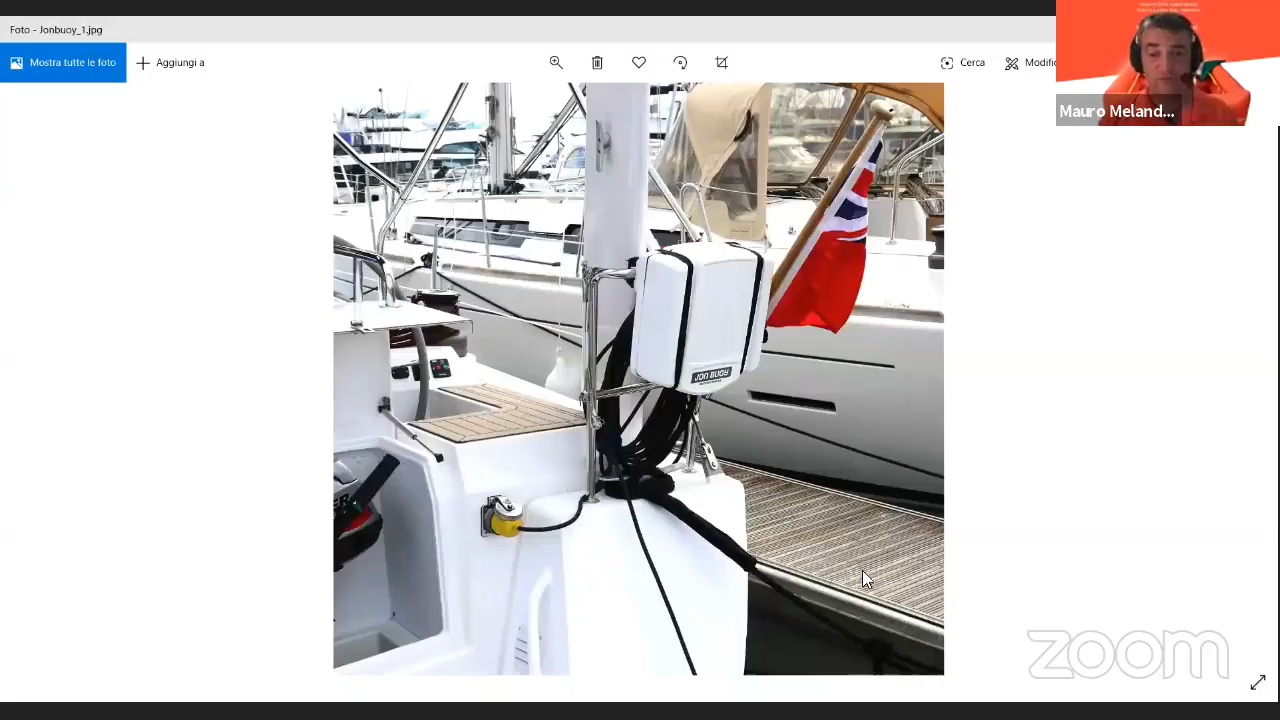 Foto - Jonbuoy_1.jpg
Mostra tutte le foto
Aggiungi a
Cerca
Modific
Mauro Meland...
JON BUOY
zoom